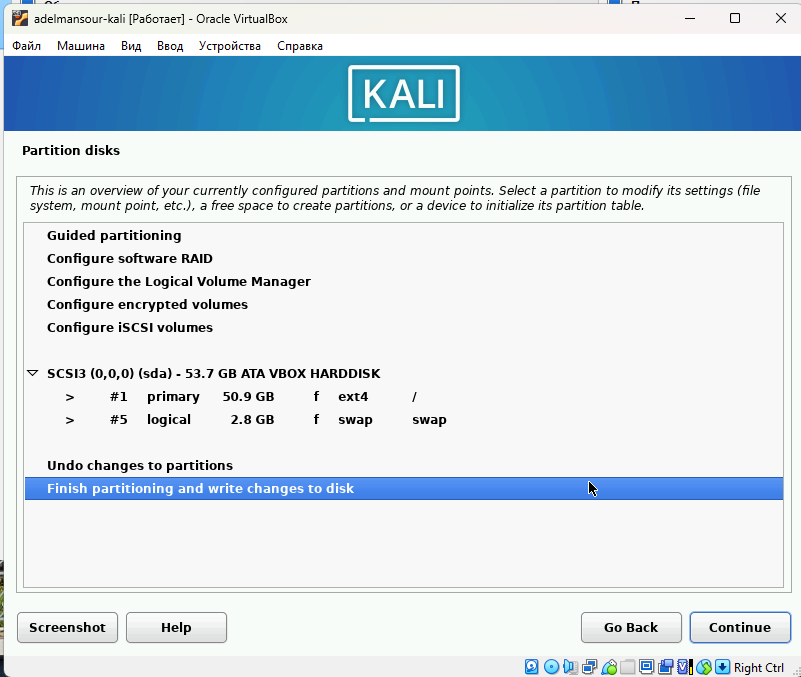 adelmansour-kali [Работает] - Oracle VirtualBox
Файл Машина Вид Ввод Устройства Справка
KALI
Partition disks
This is an overview of your currently configured partitions and mount points. Select a partition to modify its settings (file
system, mount point, etc.), a free space to create partitions, or a device to initialize its partition table.
Guided partitioning
Configure software RAID
Configure the Logical Volume Manager
Configure encrypted volumes
Configure iSCSI volumes
SCSI3 (0,0,0) (sda) - 53.7 GB ATA VBOX HARDDISK
> #1 primary 50.9 GB f ext4 /
> #5 logical 2.8 GB f swap swap
Undo changes to partitions
Finish partitioning and write changes to disk
Screenshot Help Go Back Continue
Right Ctrl